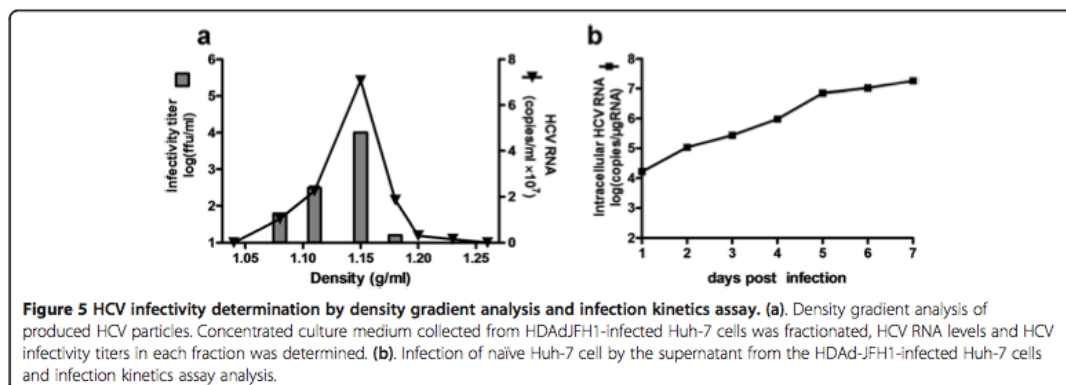 a
b
Infectivity titer
log(ffu/ml)
6
5
4
3
2
1
8
6
4
2
0
HCV RNA
(copies/ml ×10⁷)
1.05
1.10
1.15
1.20
1.25
Density (g/ml)
Intracellular HCV RNA
log(copies/µgRNA)
8
7
6
5
4
3
2
1
2
3
4
5
6
7
days post infection
Figure 5 HCV infectivity determination by density gradient analysis and infection kinetics assay. (a). Density gradient analysis of
produced HCV particles. Concentrated culture medium collected from HDAdJFH1-infected Huh-7 cells was fractionated, HCV RNA levels and HCV
infectivity titers in each fraction was determined. (b). Infection of naïve Huh-7 cell by the supernatant from the HDAd-JFH1-infected Huh-7 cells
and infection kinetics assay analysis.